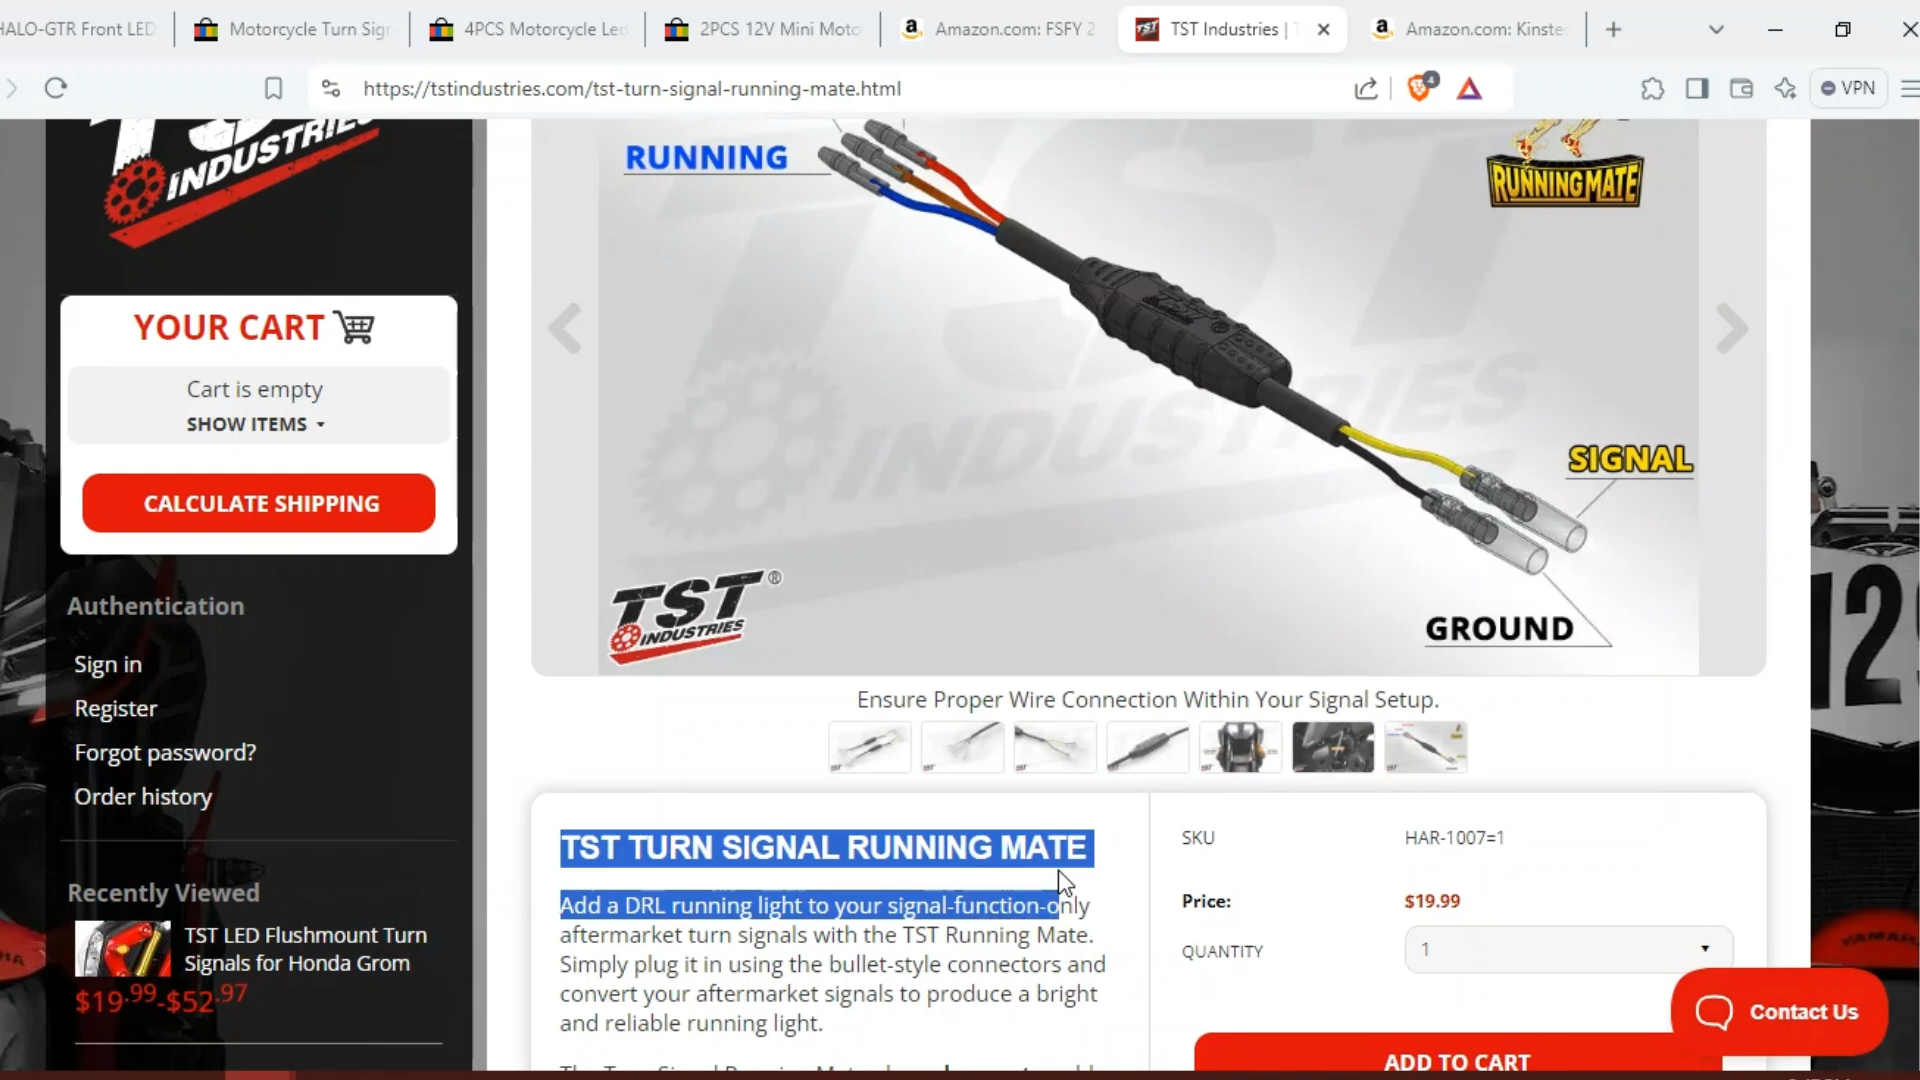 HALO-GTR Front LED
Motorcycle Turn Sign
4PCS Motorcycle Led
2PCS 12V Mini Moto
Amazon.com: FSFY 2
TST Industries |
Amazon.com: Kinste
https://tstindustries.com/tst-turn-signal-running-mate.html
4
VPN
INDUSTRIES
YOUR CART
Cart is empty
SHOW ITEMS
CALCULATE SHIPPING
Authentication
Sign in
Register
Forgot password?
Order history
Recently Viewed
TST LED Flushmount Turn
Signals for Honda Grom
$19.99-$52.97
RUNNING
RUNNING MATE
TST
INDUSTRIES
SIGNAL
GROUND
TST®
INDUSTRIES
Ensure Proper Wire Connection Within Your Signal Setup.
TST TURN SIGNAL RUNNING MATE
Add a DRL running light to your signal-function-only
aftermarket turn signals with the TST Running Mate.
Simply plug it in using the bullet-style connectors and
convert your aftermarket signals to produce a bright
and reliable running light.
SKU
HAR-1007=1
Price:
$19.99
QUANTITY
1
ADD TO CART
Contact Us
12
YAMAHA